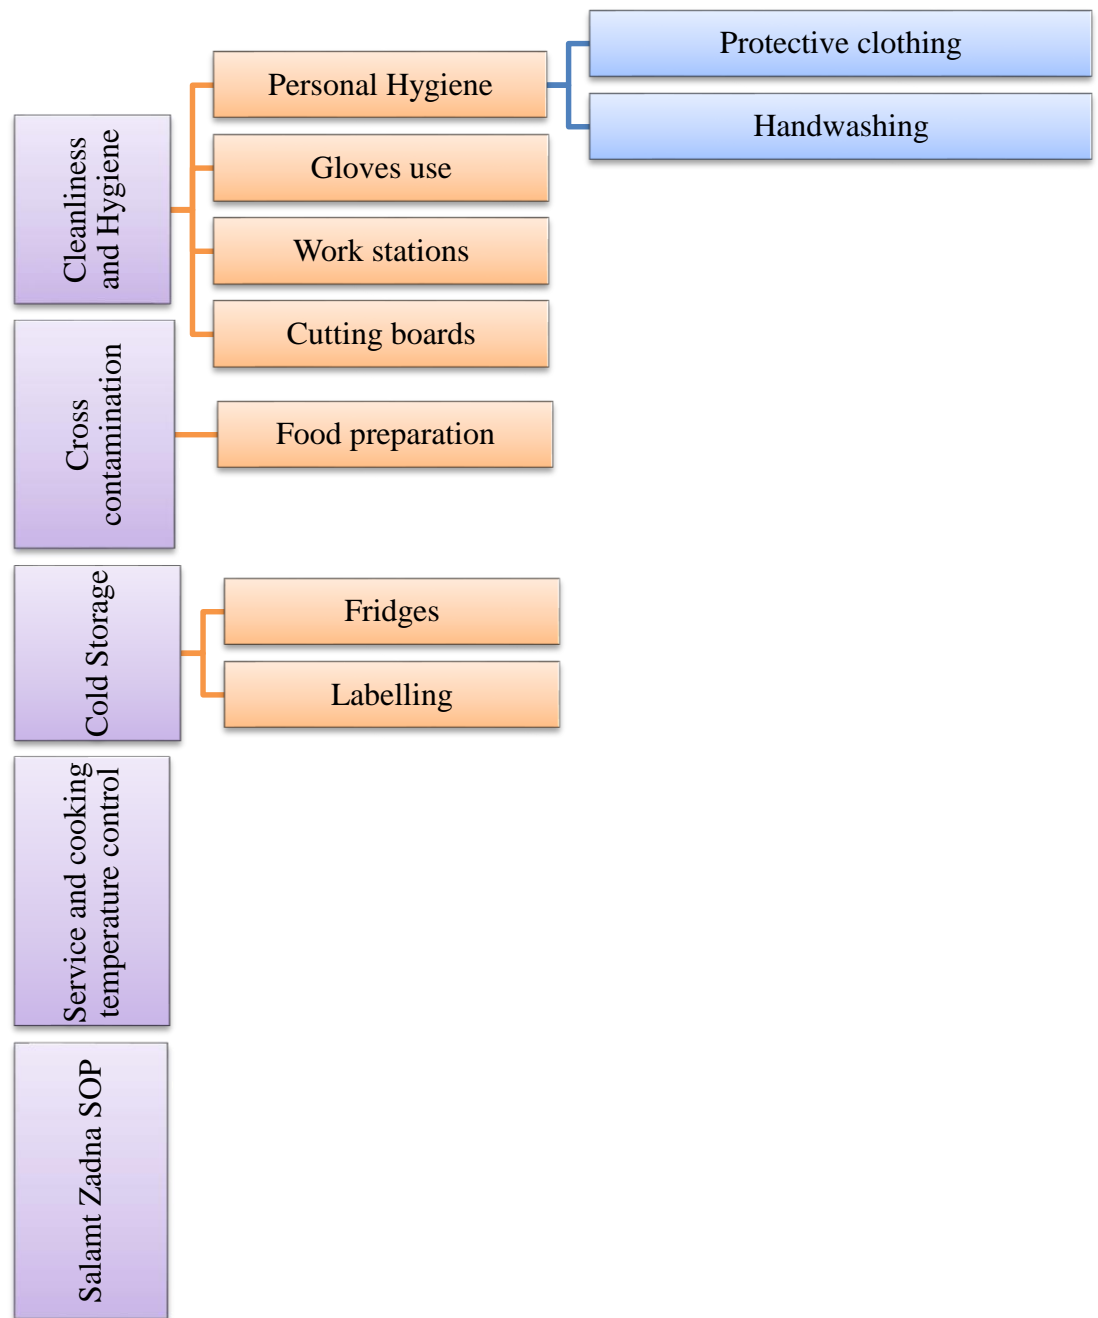 Cleanliness
and Hygiene
Personal Hygiene
Protective clothing
Handwashing
Gloves use
Work stations
Cutting boards
Cross
contamination
Food preparation
Cold Storage
Fridges
Labelling
Service and cooking
temperature control
Salamt Zadna SOP